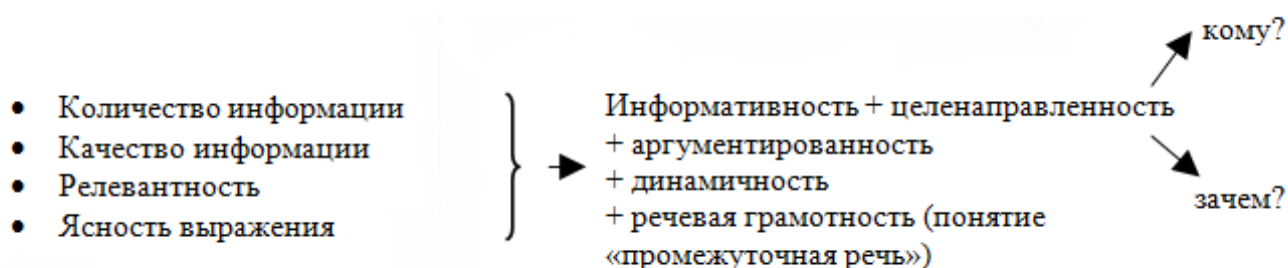 кому?
• Количество информации
• Качество информации
• Релевантность
• Ясность выражения
Информативность + целенаправленность
+ аргументированность
+ динамичность
+ речевая грамотность (понятие
«промежуточная речь»)
зачем?